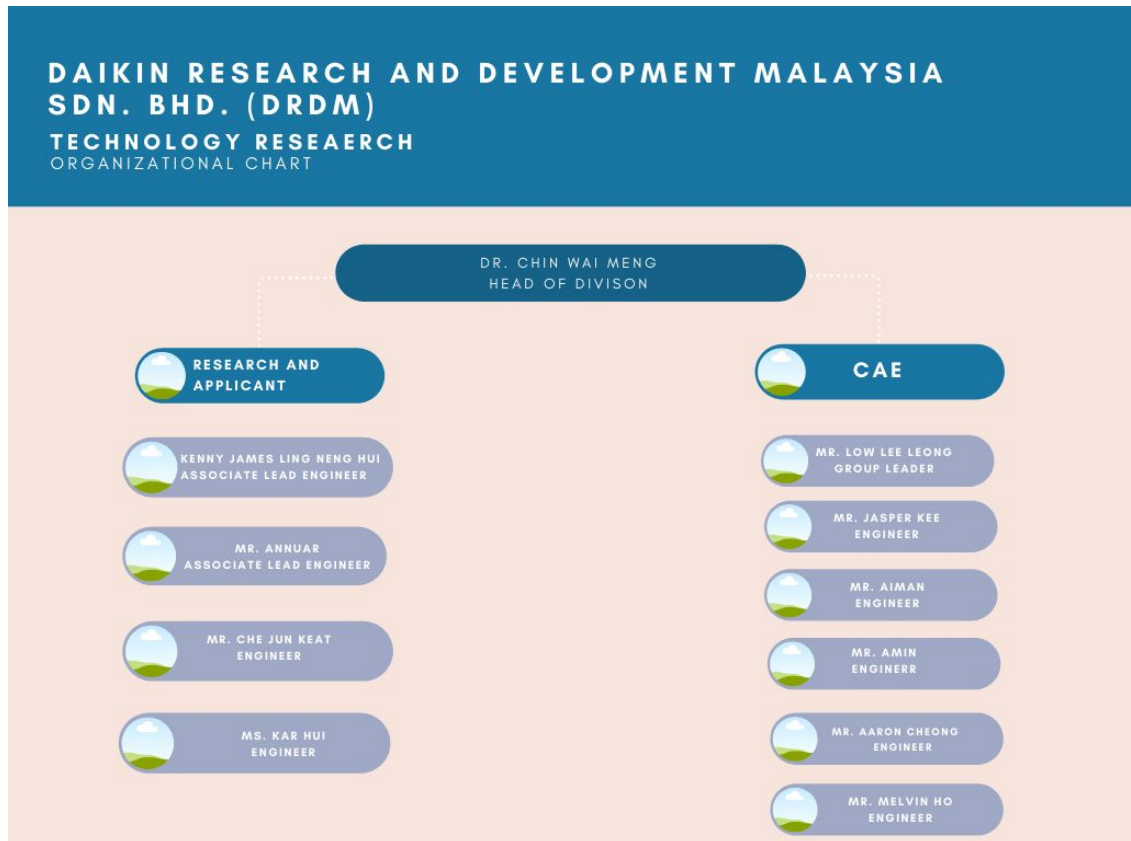 DAIKIN RESEARCH AND DEVELOPMENT MALAYSIA
SDN. BHD. (DRDM)
TECHNOLOGY RESEAERCH
ORGANIZATIONAL CHART
DR. CHIN WAI MENG
HEAD OF DIVISON
RESEARCH AND
APPLICANT
KENNY JAMES LING NENG HUI
ASSOCIATE LEAD ENGINEER
MR. ANNUAR
ASSOCIATE LEAD ENGINEER
MR. CHE JUN KEAT
ENGINEER
MS. KAR HUI
ENGINEER
CAE
MR. LOW LEE LEONG
GROUP LEADER
MR. JASPER KEE
ENGINEER
MR. AIMAN
ENGINEER
MR. AMIN
ENGINERR
MR. AARON CHEONG
ENGINEER
MR. MELVIN HO
ENGINEER